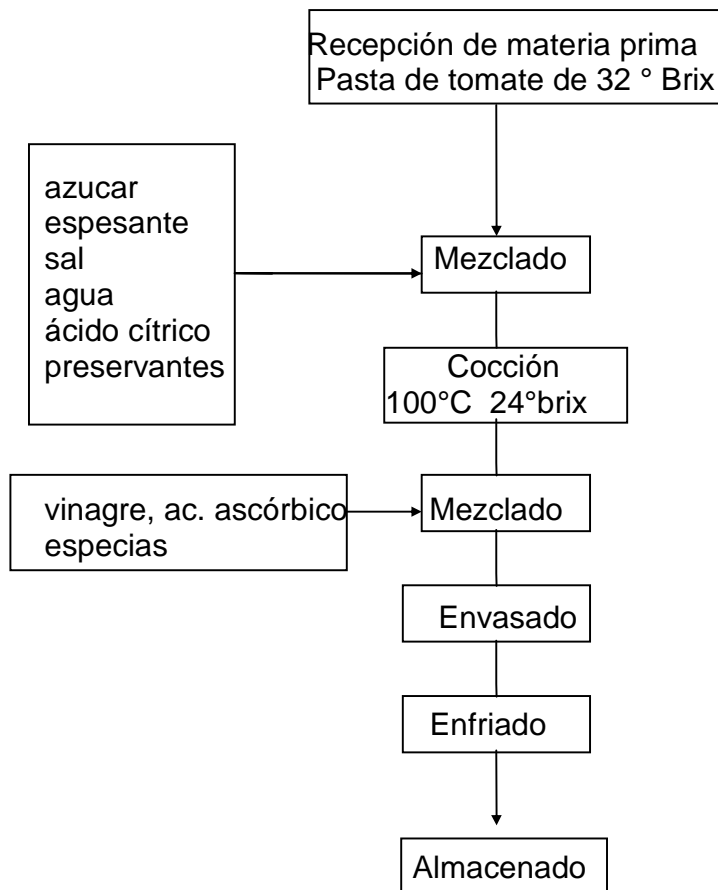 Recepción de materia prima
Pasta de tomate de 32 ° Brix
azucar
espesante
sal
agua
ácido cítrico
preservantes
Mezclado
Cocción
100°C 24°brix
vinagre, ac. ascórbico
especias
Mezclado
Envasado
Enfriado
Almacenado